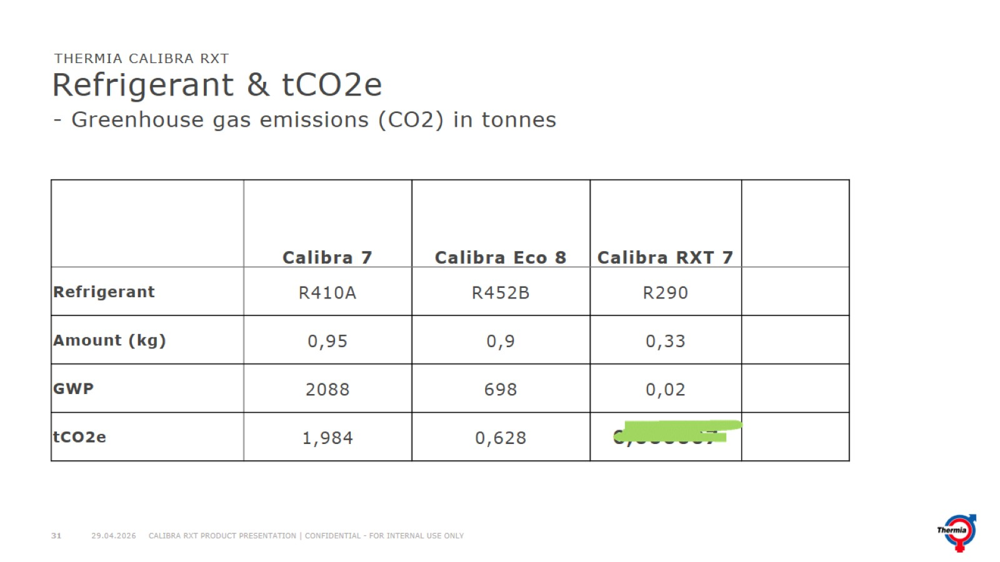 THERMIA CALIBRA RXT
Refrigerant & tCO2e
- Greenhouse gas emissions (CO2) in tonnes
Calibra 7 Calibra Eco 8 Calibra RXT 7
Refrigerant R410A R452B R290
Amount (kg) 0,95 0,9 0,33
GWP 2088 698 0,02
tCO2e 1,984 0,628
31 29.04.2026 CALIBRA RXT PRODUCT PRESENTATION | CONFIDENTIAL - FOR INTERNAL USE ONLY
Thermia